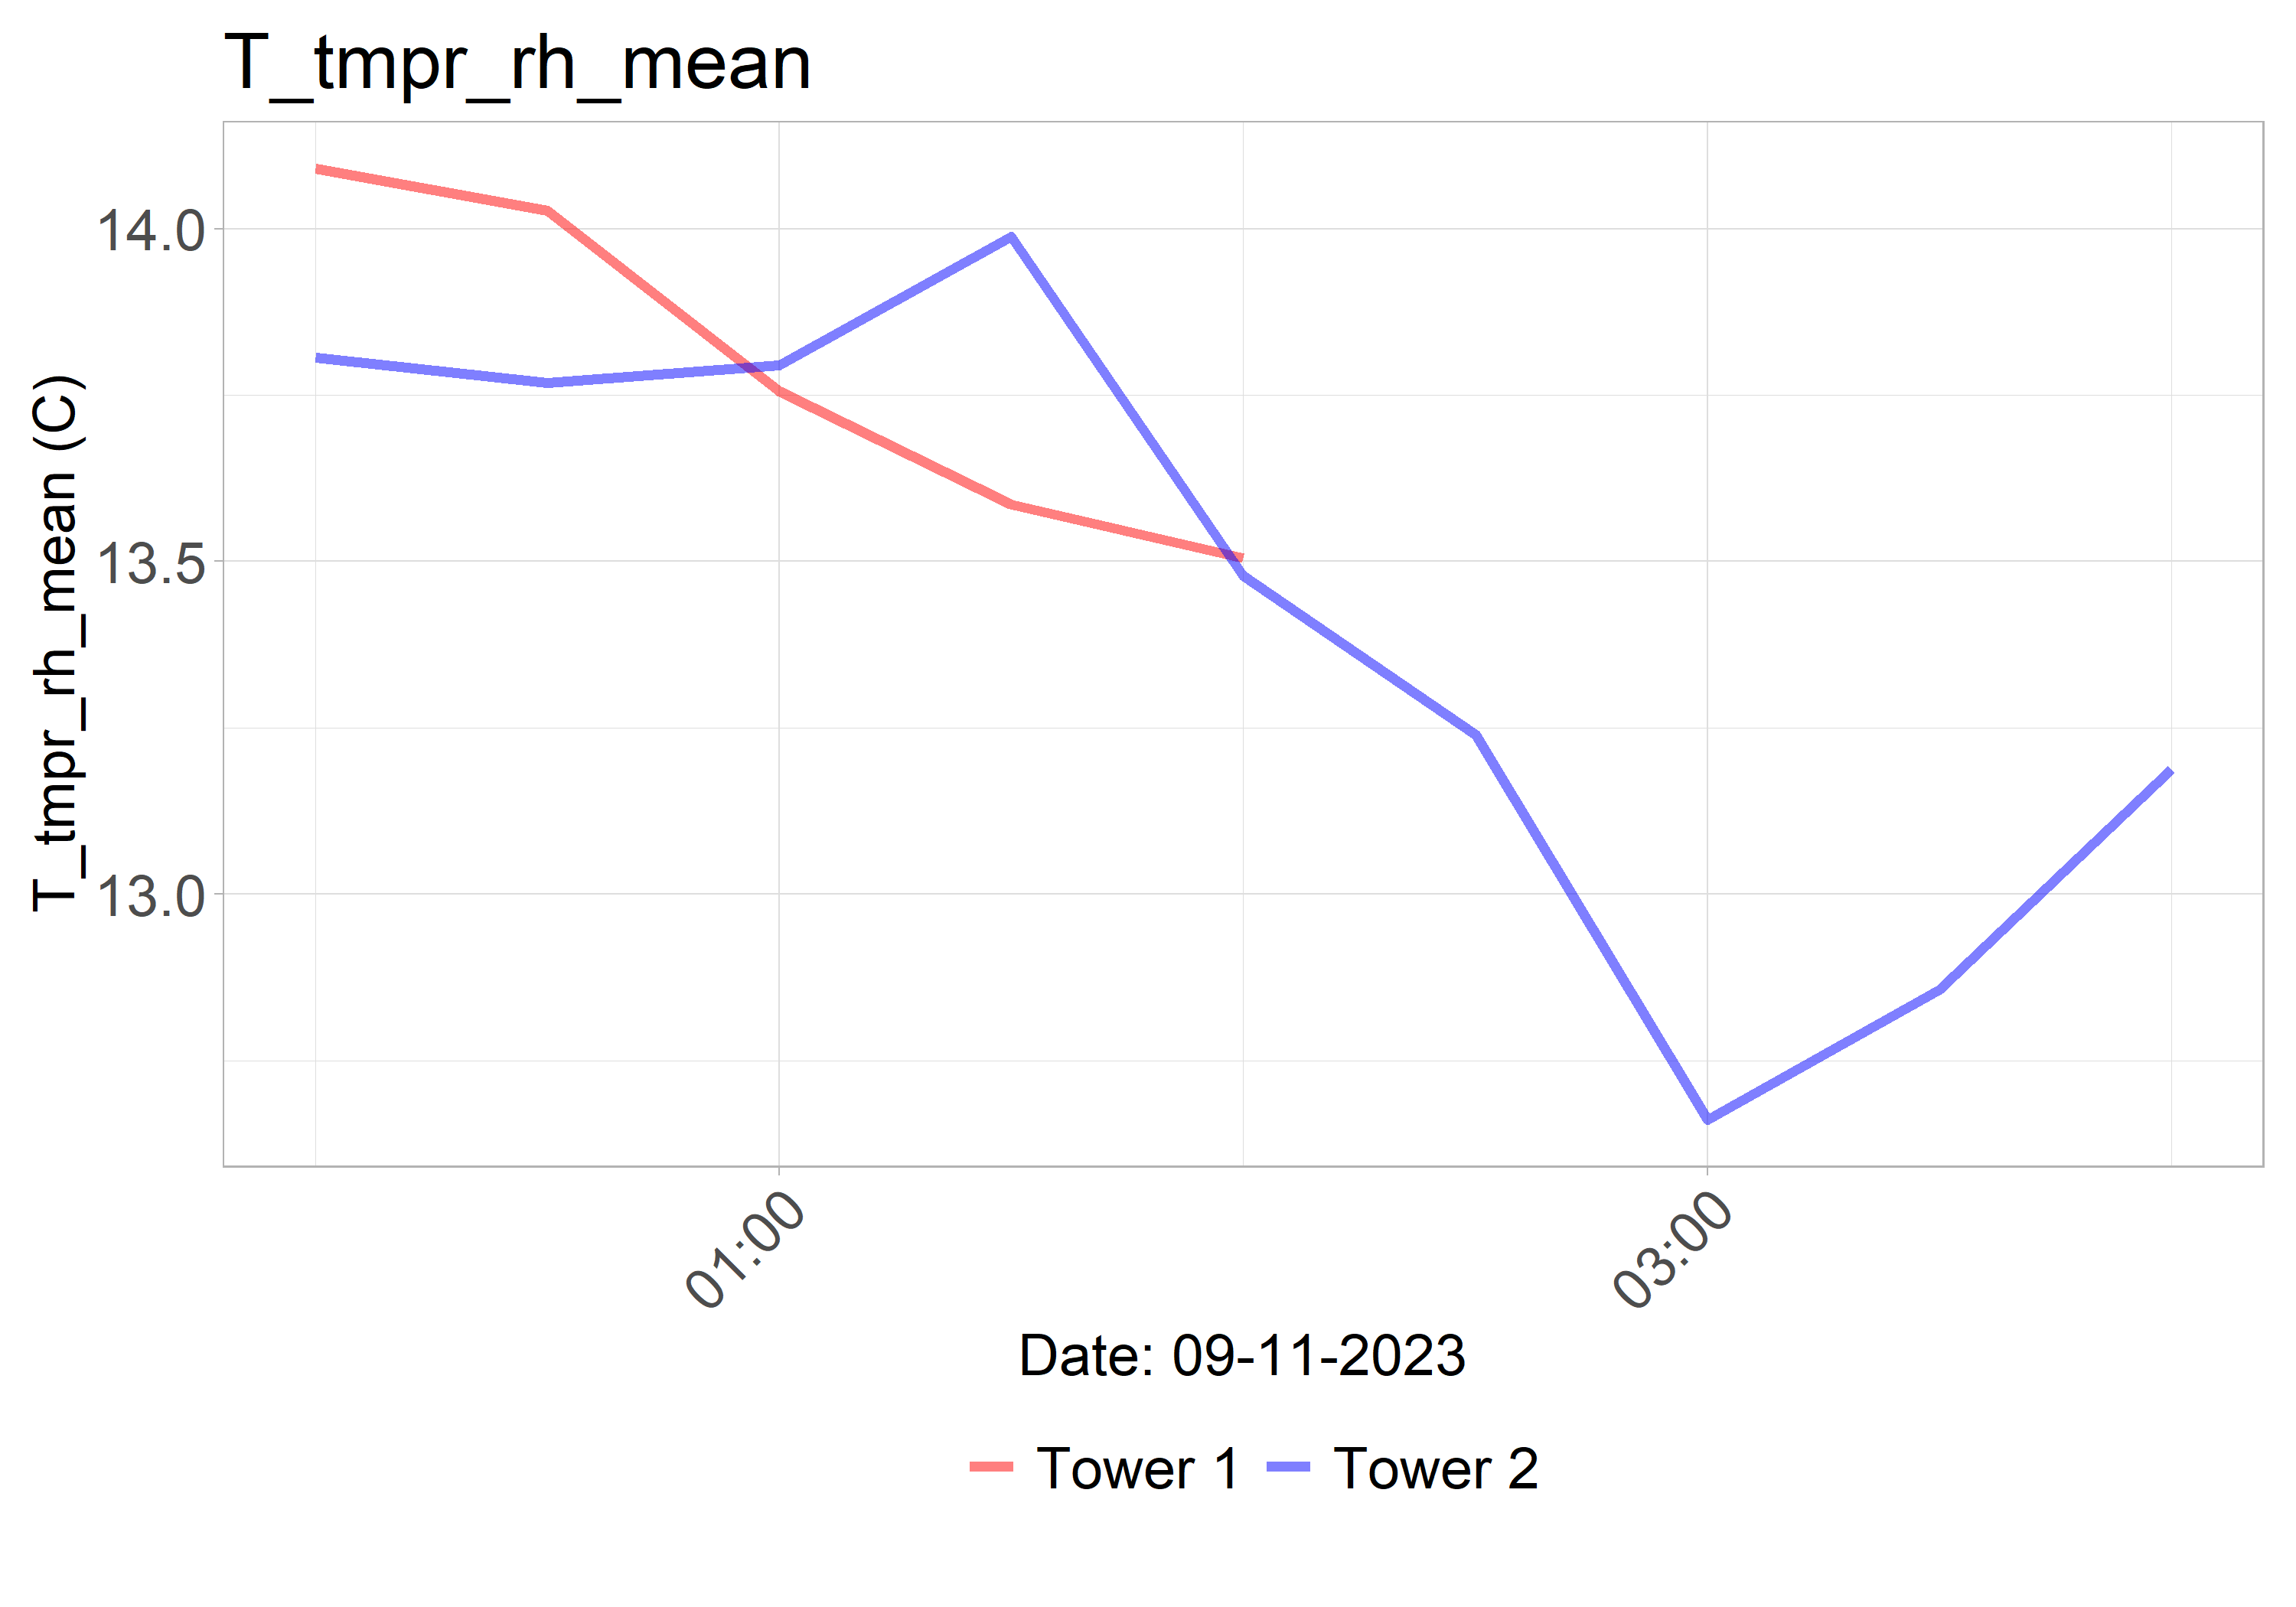 T_tmpr_rh_mean
T_tmpr_rh_mean (C)
14.0
13.5
13.0
01:00
03:00
Date: 09-11-2023
Tower 1
Tower 2